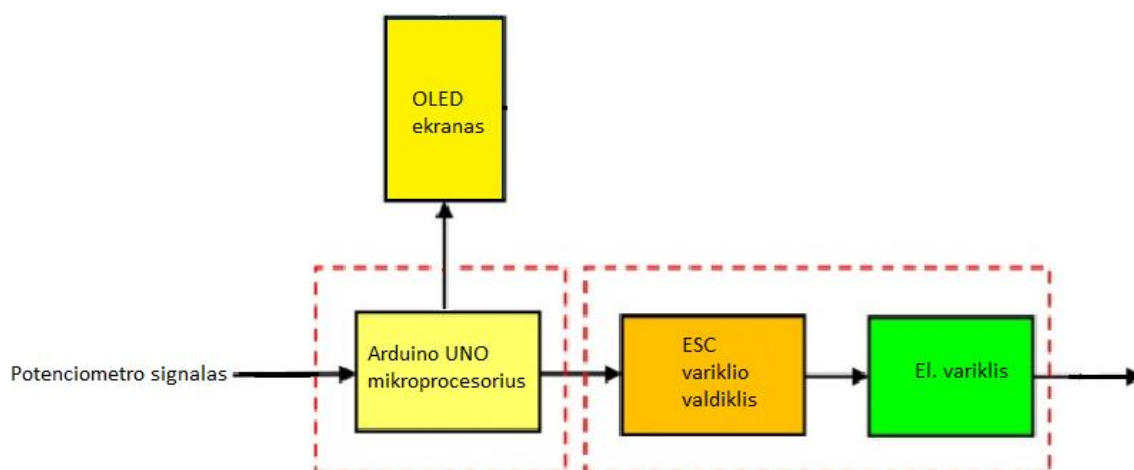 OLED
ekranas
Potenciometro signalas
Arduino UNO
mikroprocesorius
ESC
variklio
valdiklis
El. variklis